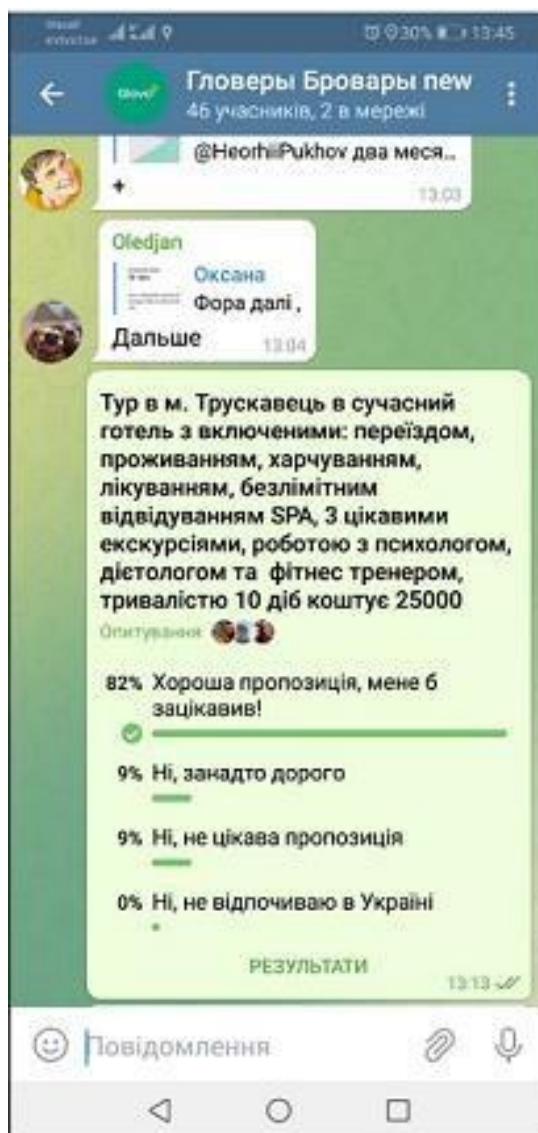 30% 13:45
Glovo
Гловеры Бровары new
46 учасників, 2 в мережі
@HeorhiiPukhov два меся...
+
13:03
Oledjan
Оксана
Фора далі ,
Дальше
13:04
Тур в м. Трускавець в сучасний
готель з включеними: переїздом,
проживанням, харчуванням,
лікуванням, безлімітним
відвідуванням SPA, 3 цікавими
екскурсіями, роботою з психологом,
дієтологом та фітнес тренером,
тривалістю 10 діб коштує 25000
Опитування
82% Хороша пропозиція, мене б
зацікавив!
9% Ні, занадто дорого
9% Ні, не цікава пропозиція
0% Ні, не відпочиваю в Україні
РЕЗУЛЬТАТИ
13:13
Повідомлення